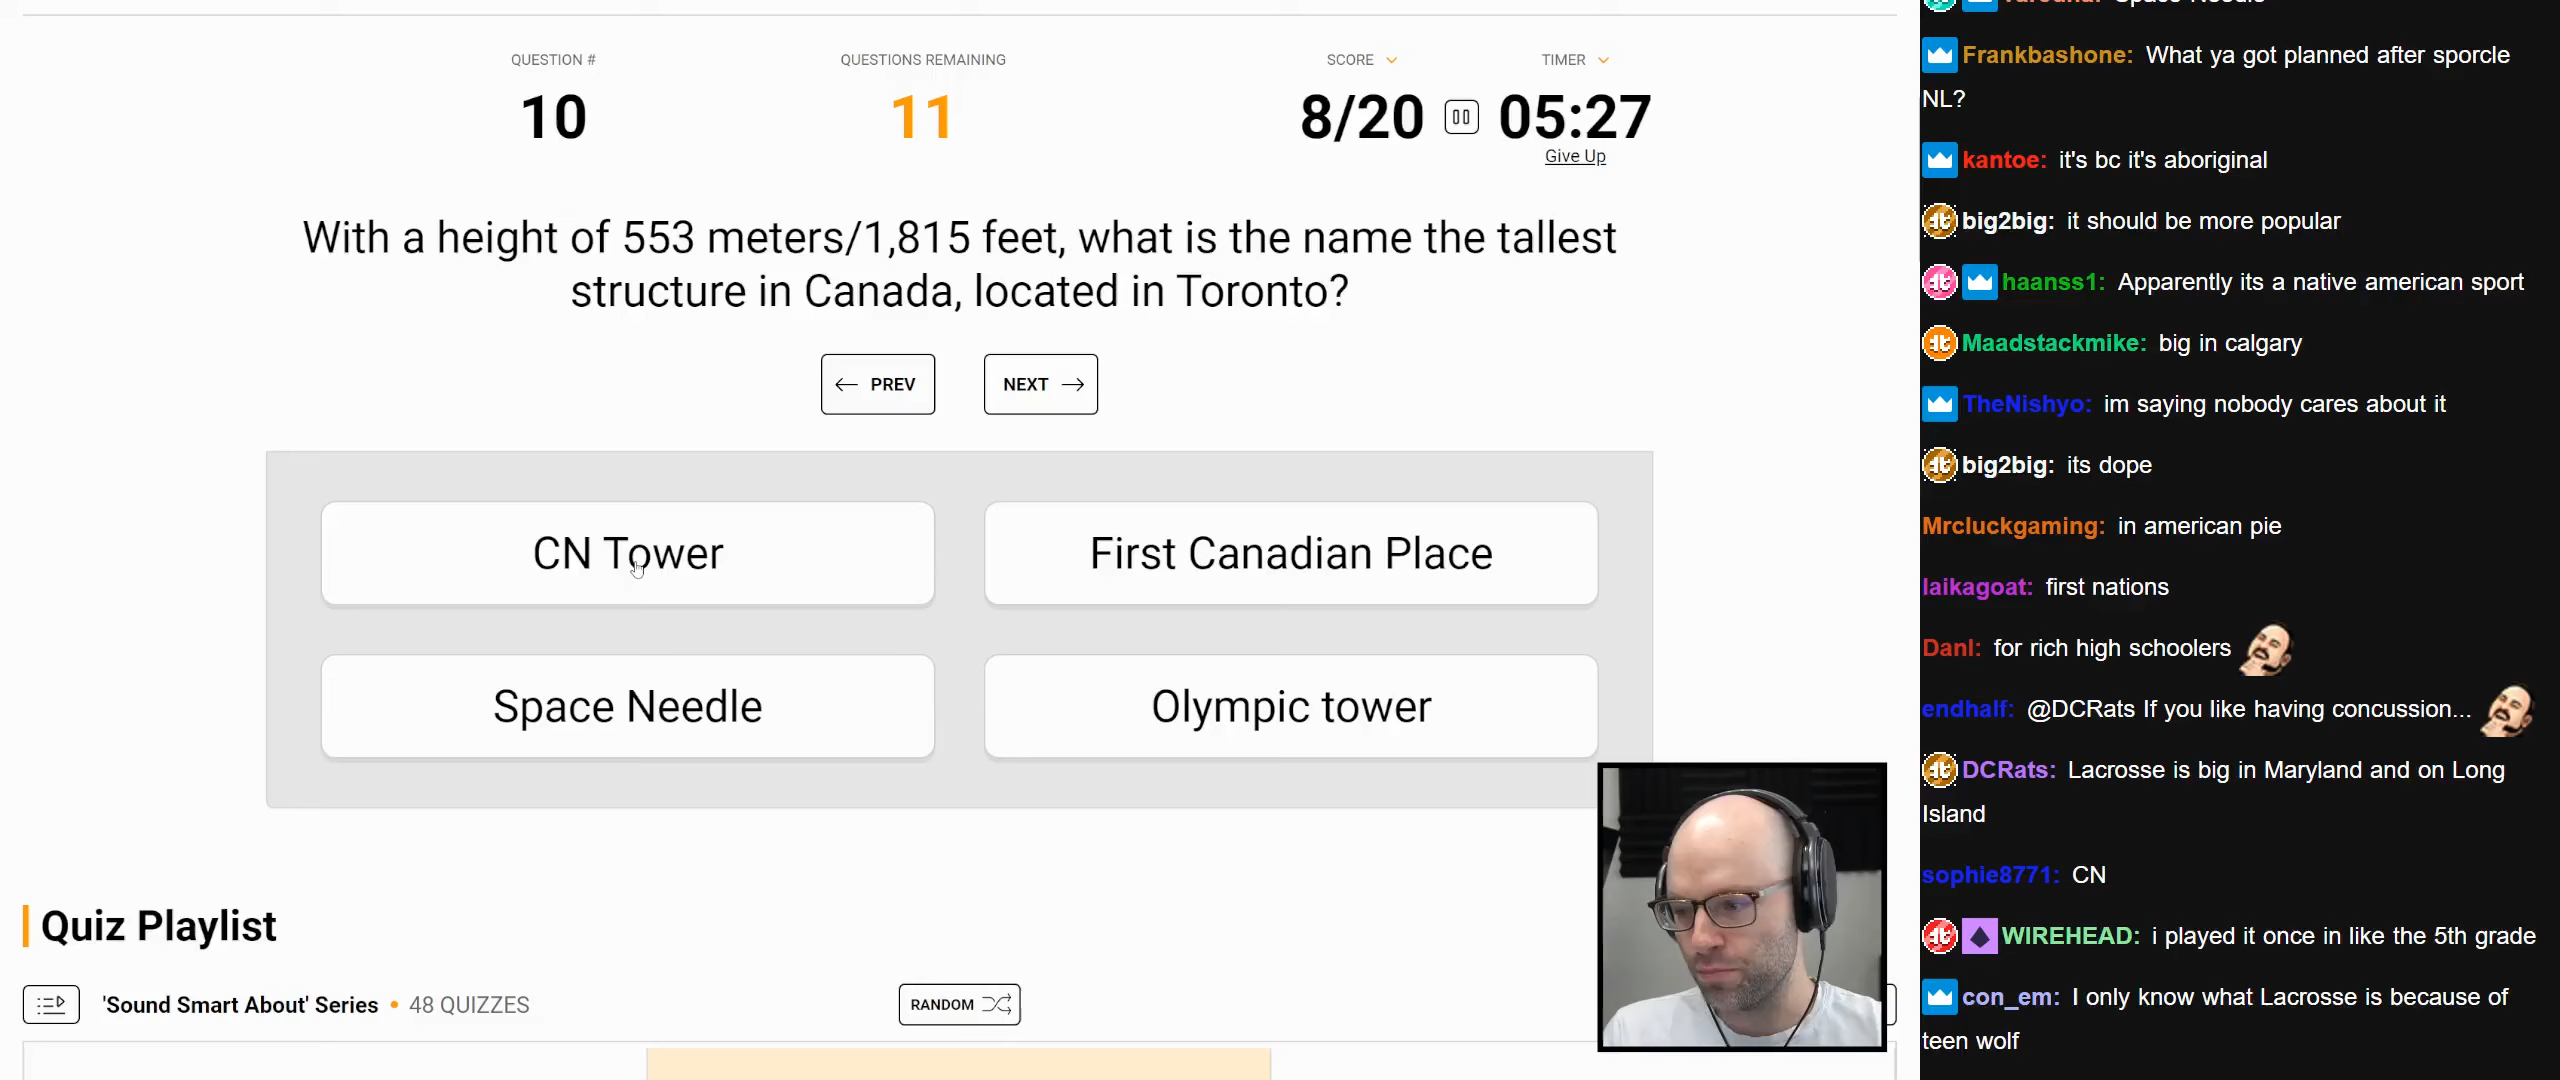 QUESTION #
QUESTIONS REMAINING
SCORE
TIMER
10
11
8/20
05:27
Give Up
With a height of 553 meters/1,815 feet, what is the name the tallest
structure in Canada, located in Toronto?
PREV
NEXT
CN Tower
First Canadian Place
Space Needle
Olympic tower
Quiz Playlist
'Sound Smart About' Series • 48 QUIZZES
RANDOM
Frankbashone: What ya got planned after sporcle
NL?
kantoe: it's bc it's aboriginal
big2big: it should be more popular
haanss1: Apparently its a native american sport
Maadstackmike: big in calgary
TheNishyo: im saying nobody cares about it
big2big: its dope
Mrcluckgaming: in american pie
laikagoat: first nations
Danl: for rich high schoolers
endhalf: @DCRats If you like having concussion...
DCRats: Lacrosse is big in Maryland and on Long
Island
sophie8771: CN
WIREHEAD: i played it once in like the 5th grade
con_em: I only know what Lacrosse is because of
teen wolf